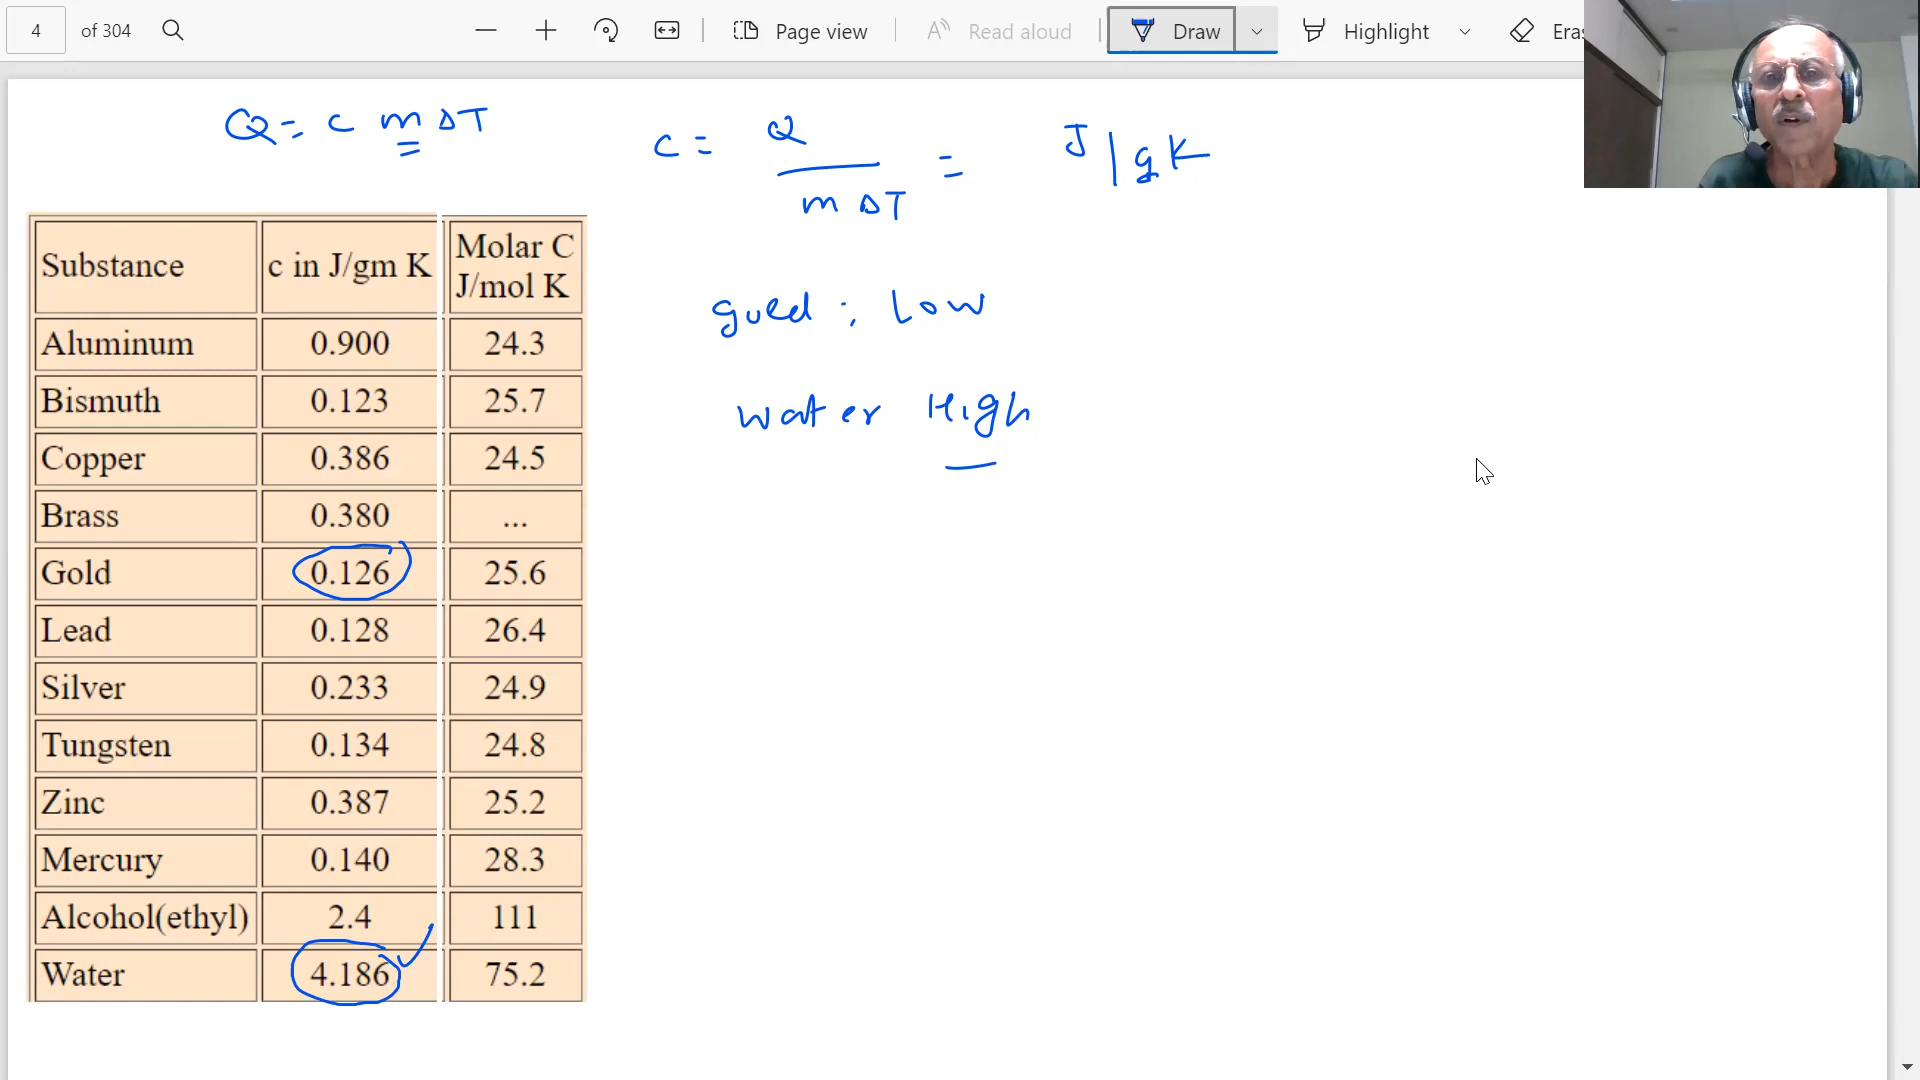 4 of 304 Page view Read aloud Draw Highlight
Q = c m ΔT
c = Q / m ΔT = J/gK
Substance c in J/gm K Molar C J/mol K
Aluminum 0.900 24.3
Bismuth 0.123 25.7
Copper 0.386 24.5
Brass 0.380 ...
Gold 0.126 25.6
Lead 0.128 26.4
Silver 0.233 24.9
Tungsten 0.134 24.8
Zinc 0.387 25.2
Mercury 0.140 28.3
Alcohol(ethyl) 2.4 111
Water 4.186 75.2
gold : Low
water High